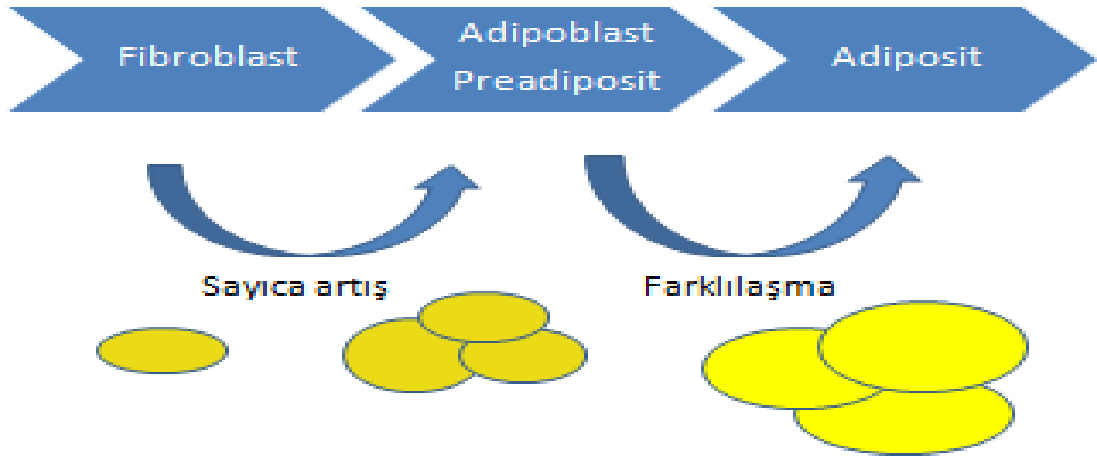 Fibroblast
Adipoblast
Preadiposit
Adiposit
Sayıca artış
Farklılaşma